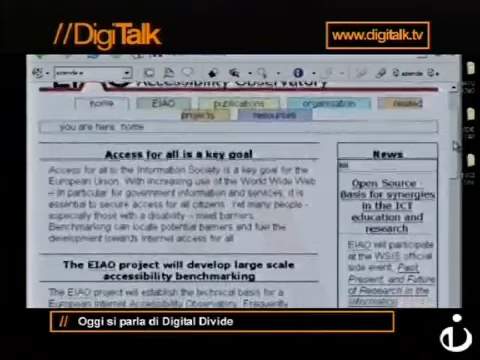 //DigiTalk
www.digitalk.tv
EIAO Accessibility Observatory
home EIAO publications organisation related
projects resources
you are here: home
Access for all is a key goal
Access for all to the Information Society is a key goal for the
European Union. With increasing use of the World Wide Web
- in particular for government information and services, it is
essential to secure access for all citizens. Yet many people -
especially those with a disability - meet barriers.
Benchmarking can locate potential barriers and fuel the
development towards Internet access for all
The EIAO project will develop large scale
accessibility benchmarking
The EIAO project will establish the technical basis for a
European Internet Accessibility Observatory. Frequently
News
Open Source -
Basis for synergies
in the ICT
education and
research
EIAO will participate
at the WSIS official
side event, Past,
Present, and Future
of Research in the
Information
// Oggi si parla di Digital Divide